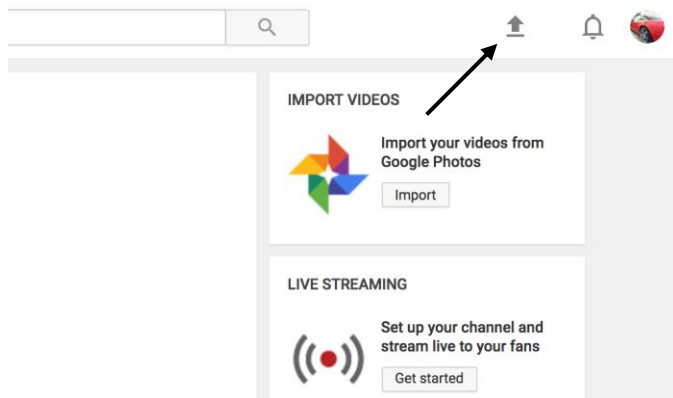 IMPORT VIDEOS
Import your videos from
Google Photos
Import
LIVE STREAMING
Set up your channel and
stream live to your fans
Get started